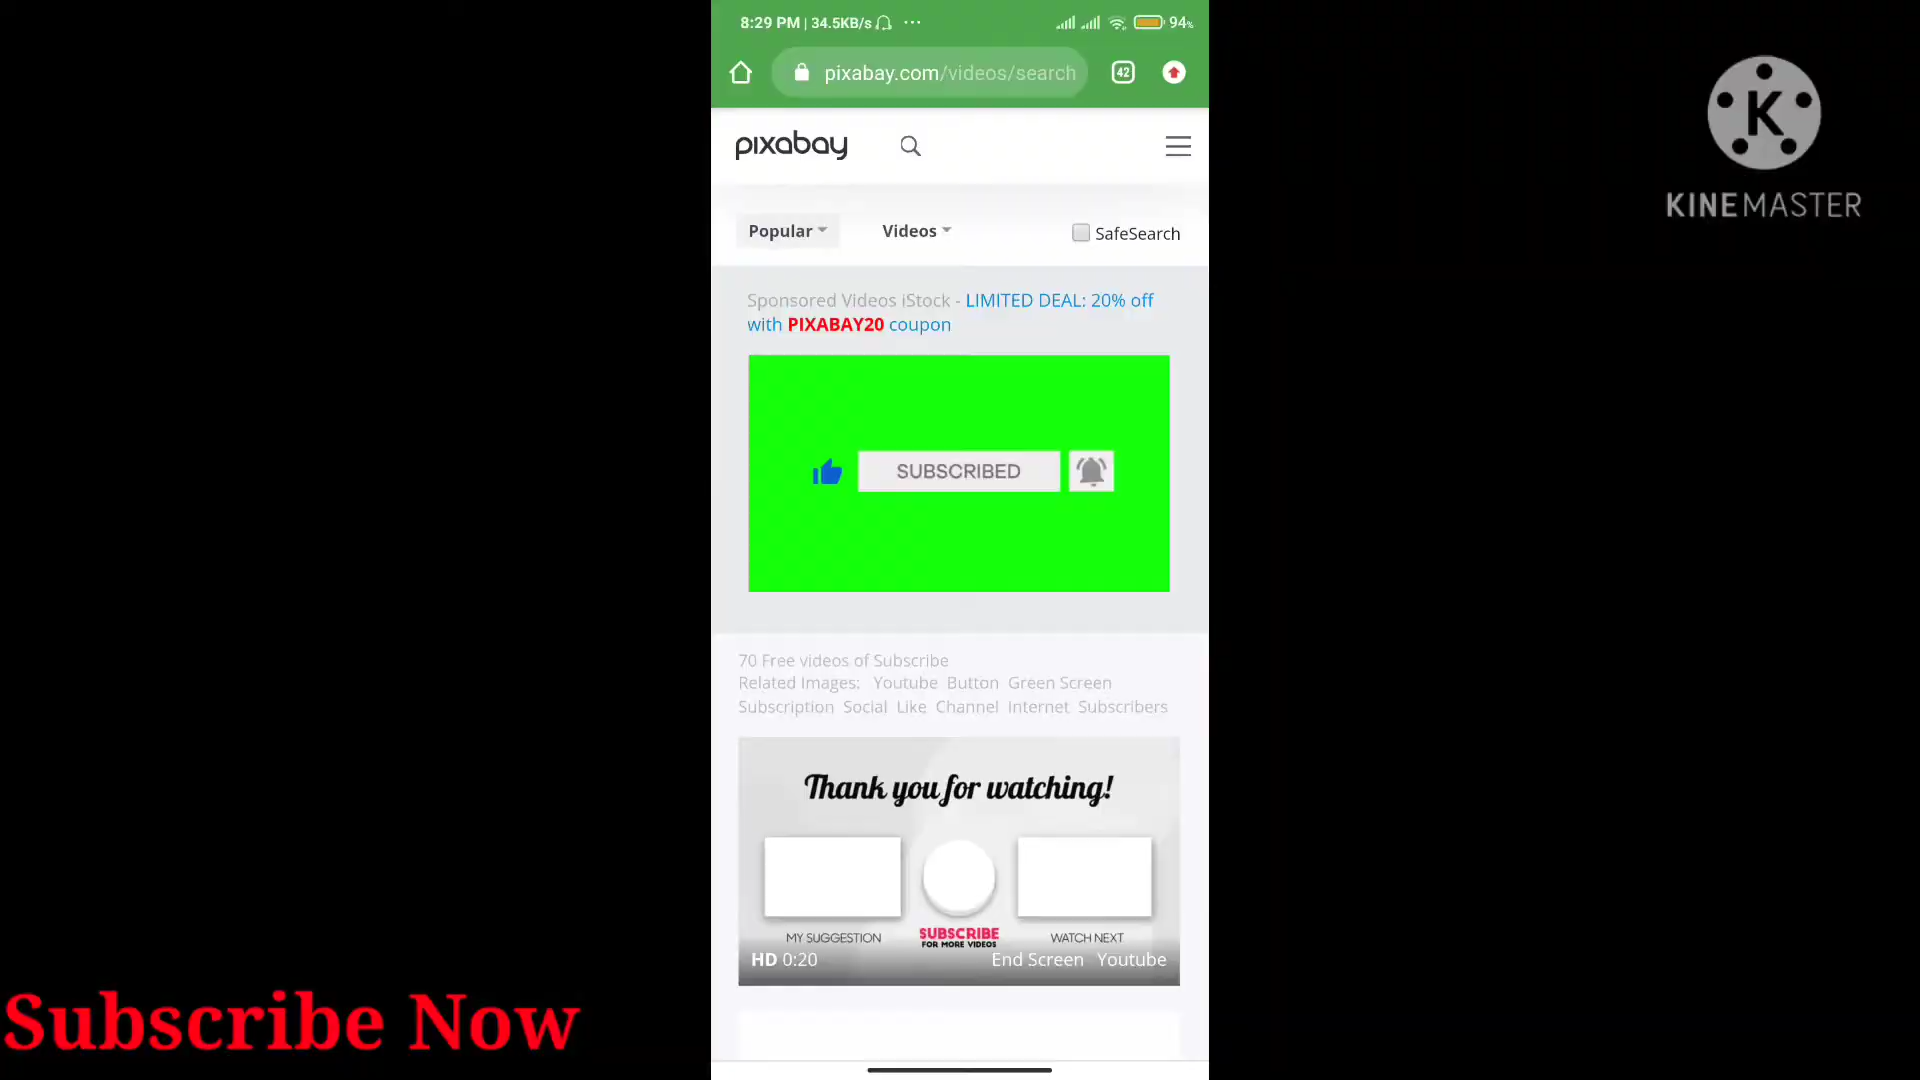 8:29 PM | 34.5KB/s ... 94%
pixabay.com/videos/search 42
pixabay
K
KINEMASTER
Popular Videos SafeSearch
Sponsored Videos iStock - LIMITED DEAL: 20% off
with PIXABAY20 coupon
SUBSCRIBED
70 Free videos of Subscribe
Related Images: Youtube Button Green Screen
Subscription Social Like Channel Internet Subscribers
Thank you for watching!
MY SUGGESTION SUBSCRIBE WATCH NEXT
FOR MORE VIDEOS
HD 0:20 End Screen Youtube
Subscribe Now